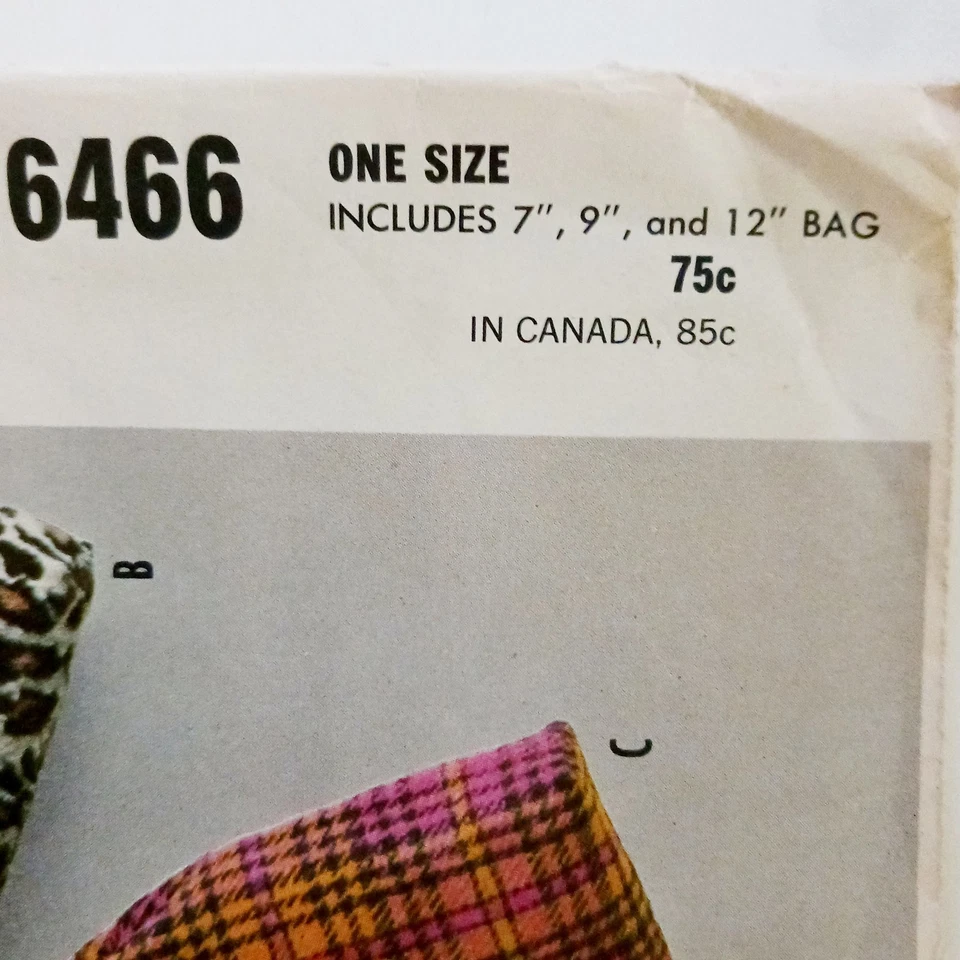 6466
ONE SIZE
INCLUDES 7", 9", and 12" BAG
75c
IN CANADA, 85c
B
C